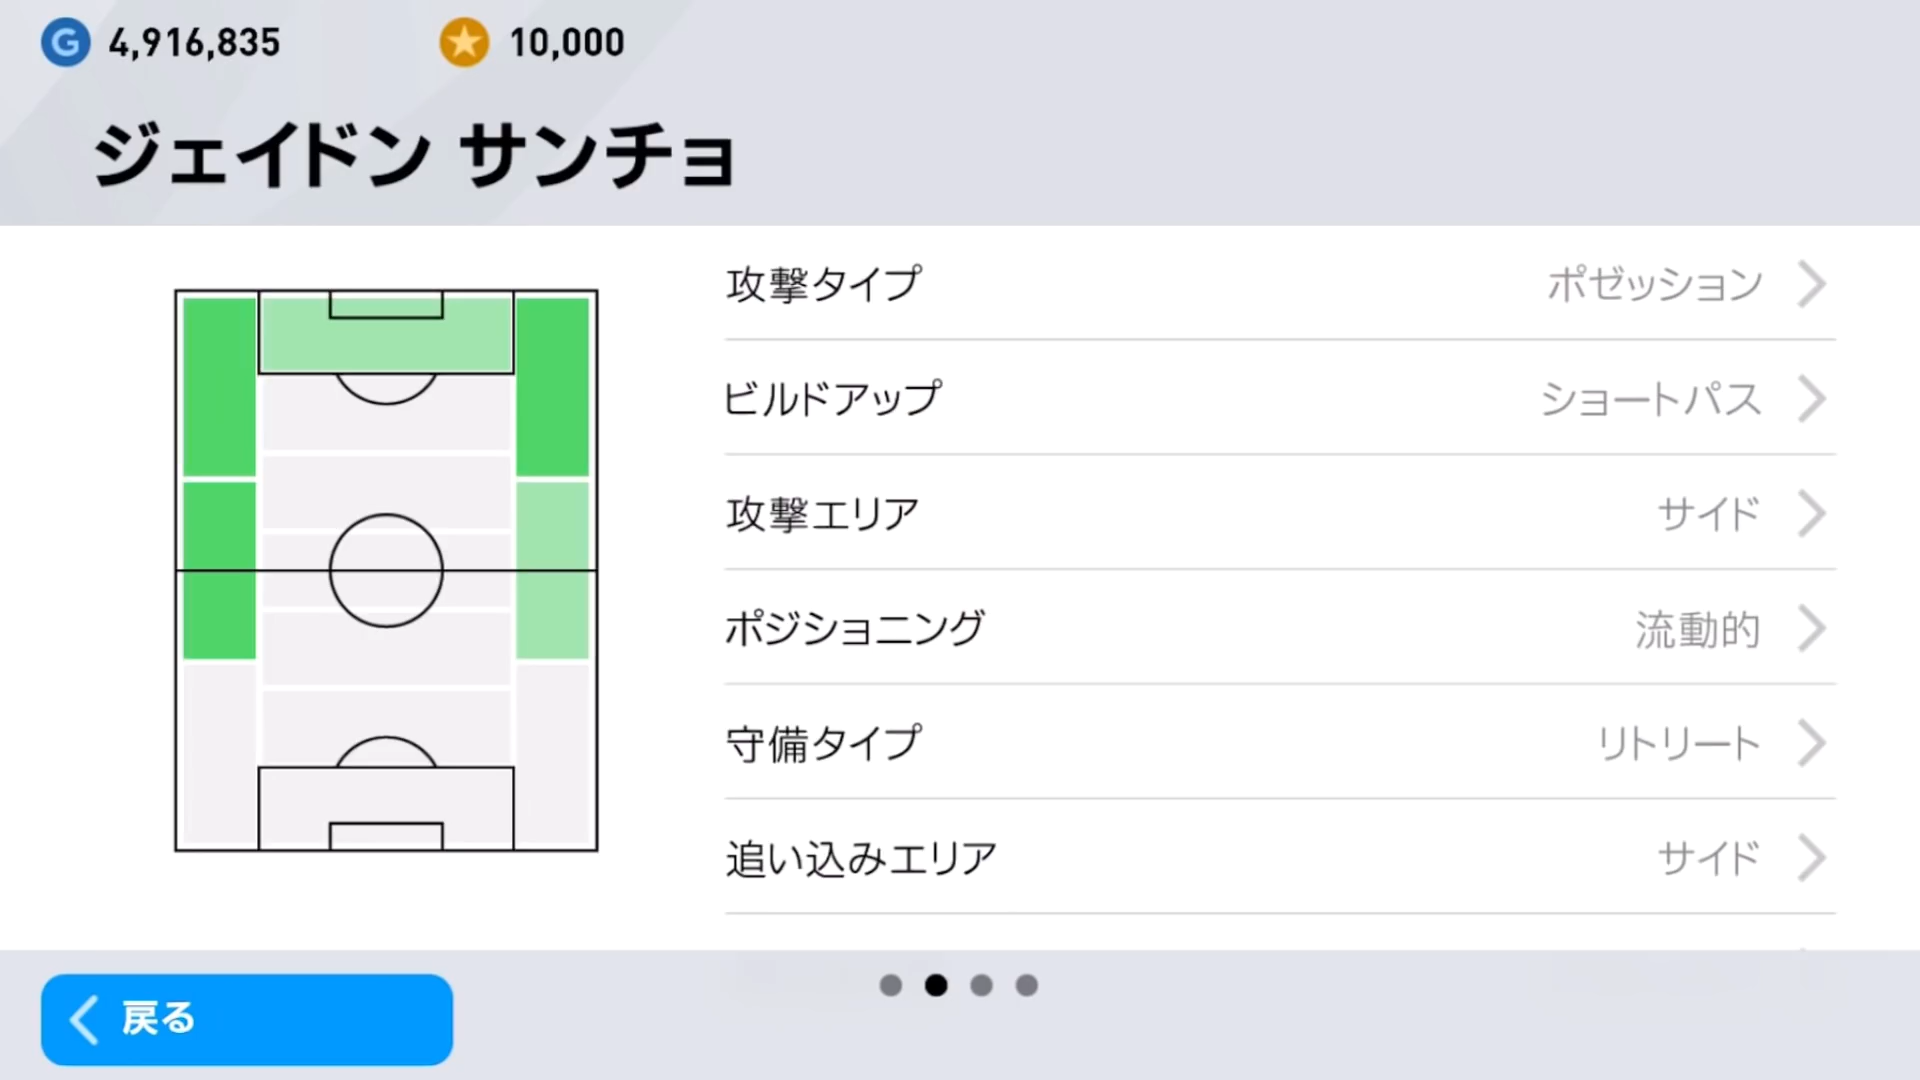 G 4,916,835 10,000
ジェイドン サンチョ
攻撃タイプ ポゼッション
ビルドアップ ショートパス
攻撃エリア サイド
ポジショニング 流動的
守備タイプ リトリート
追い込みエリア サイド
戻る